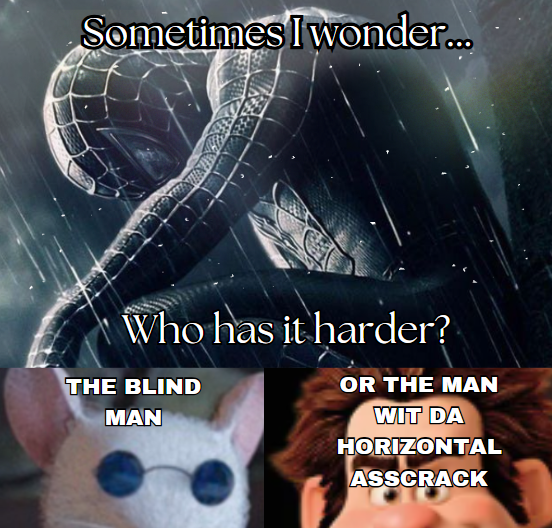 Sometimes I wonder...
Who has it harder?
THE BLIND
MAN
OR THE MAN
WIT DA
HORIZONTAL
ASSCRACK